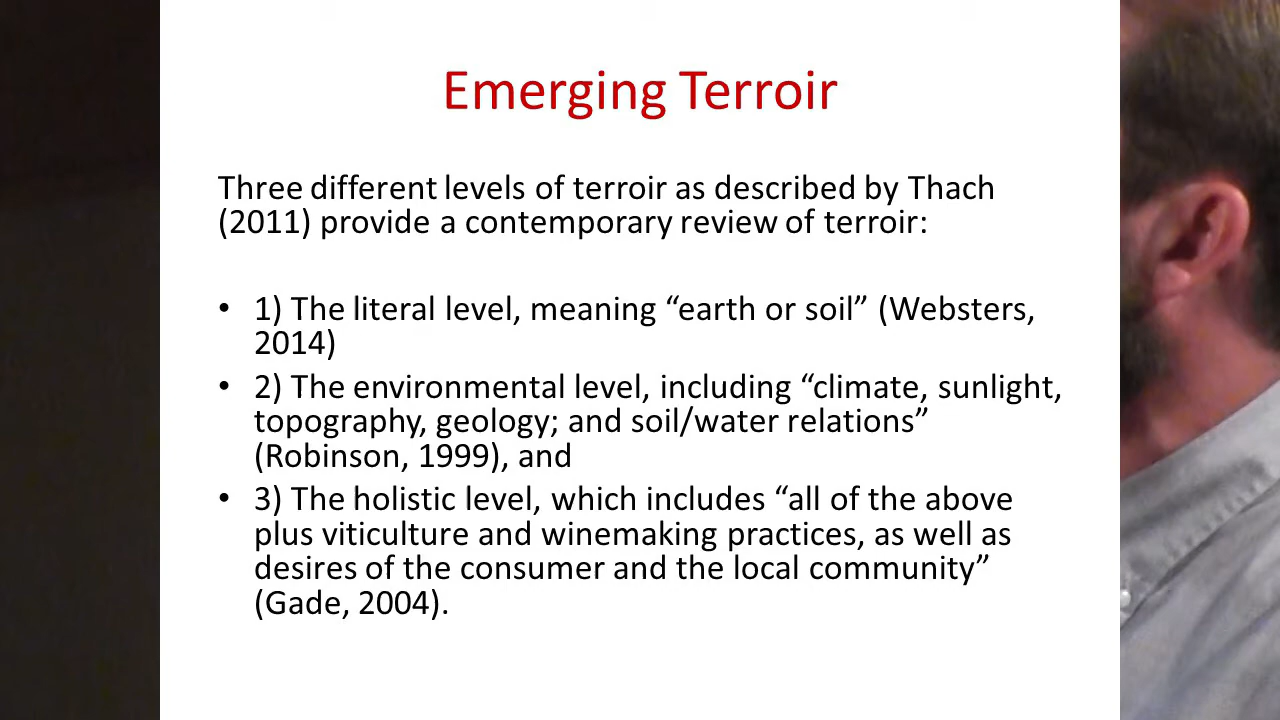 Emerging Terroir
Three different levels of terroir as described by Thach
(2011) provide a contemporary review of terroir:
• 1) The literal level, meaning “earth or soil” (Websters,
2014)
• 2) The environmental level, including “climate, sunlight,
topography, geology; and soil/water relations”
(Robinson, 1999), and
• 3) The holistic level, which includes “all of the above
plus viticulture and winemaking practices, as well as
desires of the consumer and the local community”
(Gade, 2004).